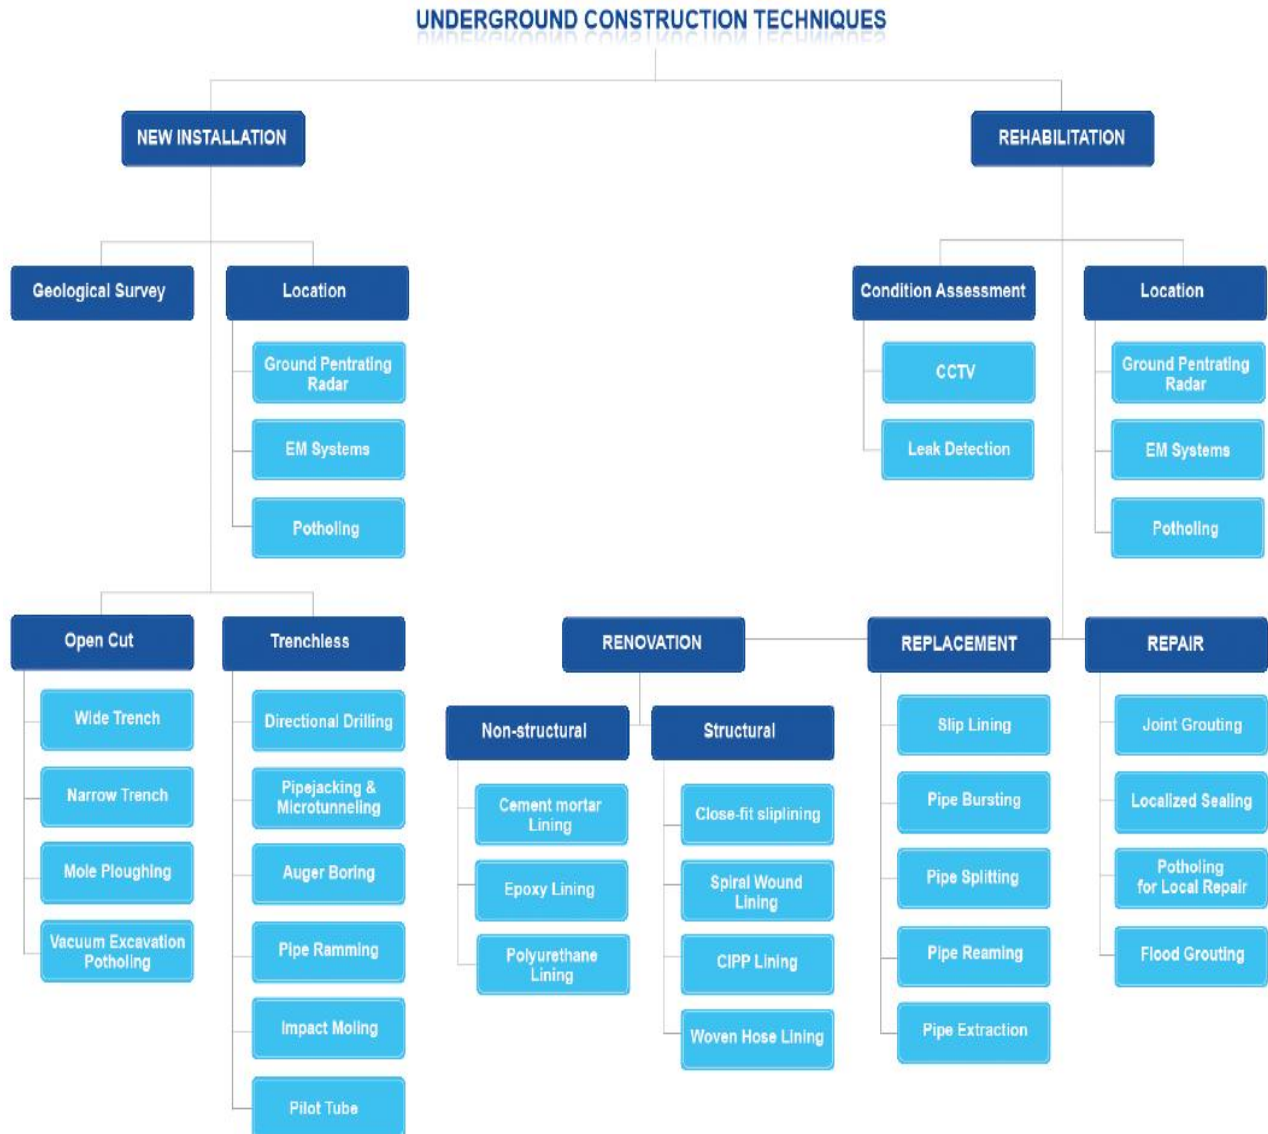 UNDERGROUND CONSTRUCTION TECHNIQUES
NEW INSTALLATION
REHABILITATION
Geological Survey
Location
Condition Assessment
Location
Ground Pentrating
Radar
EM Systems
Potholing
CCTV
Leak Detection
Ground Pentrating
Radar
EM Systems
Potholing
Open Cut
Wide Trench
Narrow Trench
Mole Ploughing
Vacuum Excavation
Potholing
Trenchless
Directional Drilling
Pipejacking &
Microtunneling
Auger Boring
Pipe Ramming
Impact Moling
Pilot Tube
RENOVATION
Non-structural
Cement mortar
Lining
Epoxy Lining
Polyurethane
Lining
Structural
Close-fit sliplining
Spiral Wound
Lining
CIPP Lining
Woven Hose Lining
REPLACEMENT
Slip Lining
Pipe Bursting
Pipe Splitting
Pipe Reaming
Pipe Extraction
REPAIR
Joint Grouting
Localized Sealing
Potholing
for Local Repair
Flood Grouting